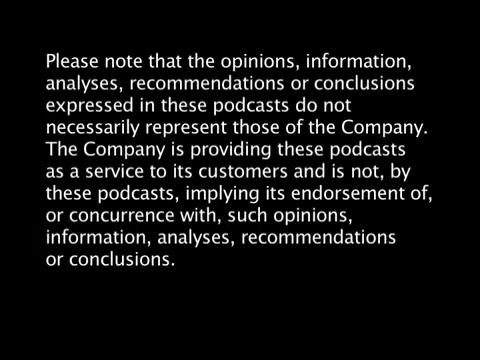 Please note that the opinions, information,
analyses, recommendations or conclusions
expressed in these podcasts do not
necessarily represent those of the Company.
The Company is providing these podcasts
as a service to its customers and is not, by
these podcasts, implying its endorsement of,
or concurrence with, such opinions,
information, analyses, recommendations
or conclusions.